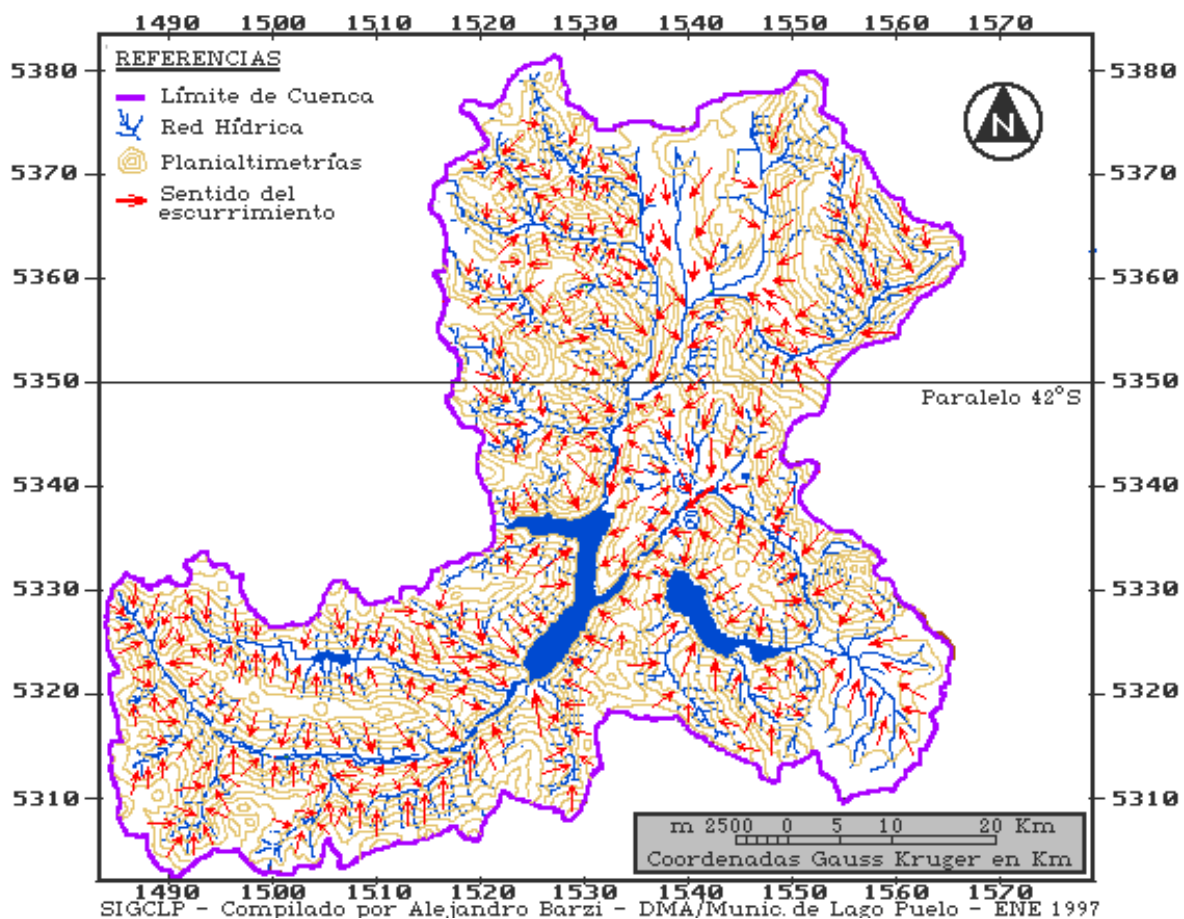 1490 1500 1510 1520 1530 1540 1550 1560 1570
5380 5380
REFERENCIAS
Límite de Cuenca
Red Hídrica
Planialtimetrías
Sentido del
escurrimiento
N
5370 5370
5360 5360
5350 5350
Paralelo 42°S
5340 5340
5330 5330
5320 5320
5310 5310
m 2500 0 5 10 20 Km
Coordenadas Gauss Kruger en Km
1490 1500 1510 1520 1530 1540 1550 1560 1570
SIGCLP - Compilado por Alejandro Barzi - DMA/Munic.de Lago Puelo - ENE 1997